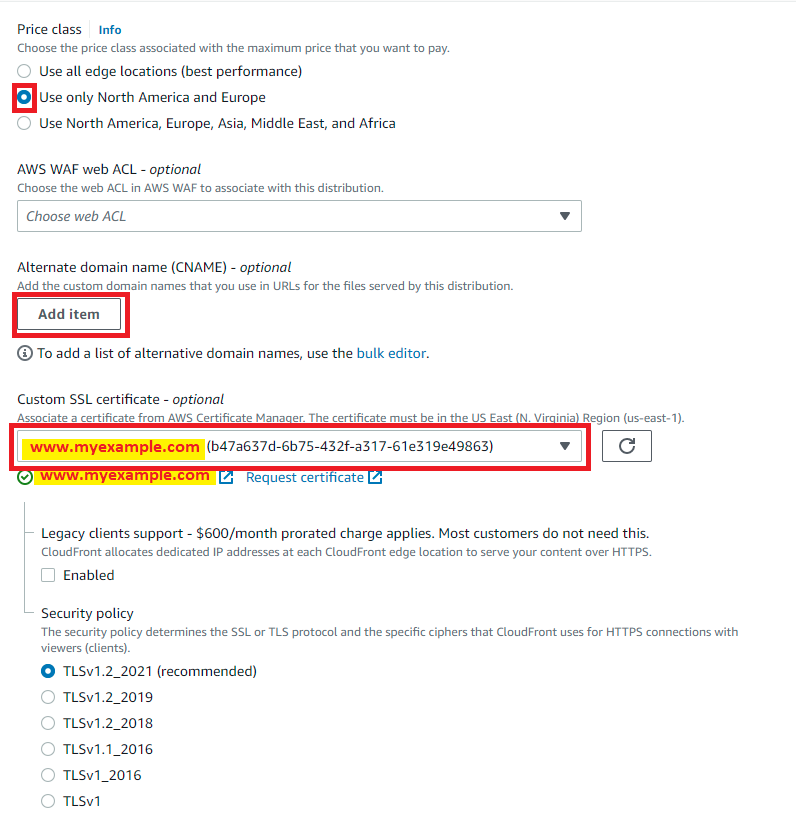 Price class Info
Choose the price class associated with the maximum price that you want to pay.
Use all edge locations (best performance)
Use only North America and Europe
Use North America, Europe, Asia, Middle East, and Africa
AWS WAF web ACL - optional
Choose the web ACL in AWS WAF to associate with this distribution.
Choose web ACL
Alternate domain name (CNAME) - optional
Add the custom domain names that you use in URLs for the files served by this distribution.
Add item
To add a list of alternative domain names, use the bulk editor.
Custom SSL certificate - optional
Associate a certificate from AWS Certificate Manager. The certificate must be in the US East (N. Virginia) Region (us-east-1).
www.myexample.com (b47a637d-6b75-432f-a317-61e319e49863)
www.myexample.com Request certificate
Legacy clients support - $600/month prorated charge applies. Most customers do not need this.
CloudFront allocates dedicated IP addresses at each CloudFront edge location to serve your content over HTTPS.
Enabled
Security policy
The security policy determines the SSL or TLS protocol and the specific ciphers that CloudFront uses for HTTPS connections with
viewers (clients).
TLSv1.2_2021 (recommended)
TLSv1.2_2019
TLSv1.2_2018
TLSv1.1_2016
TLSv1_2016
TLSv1